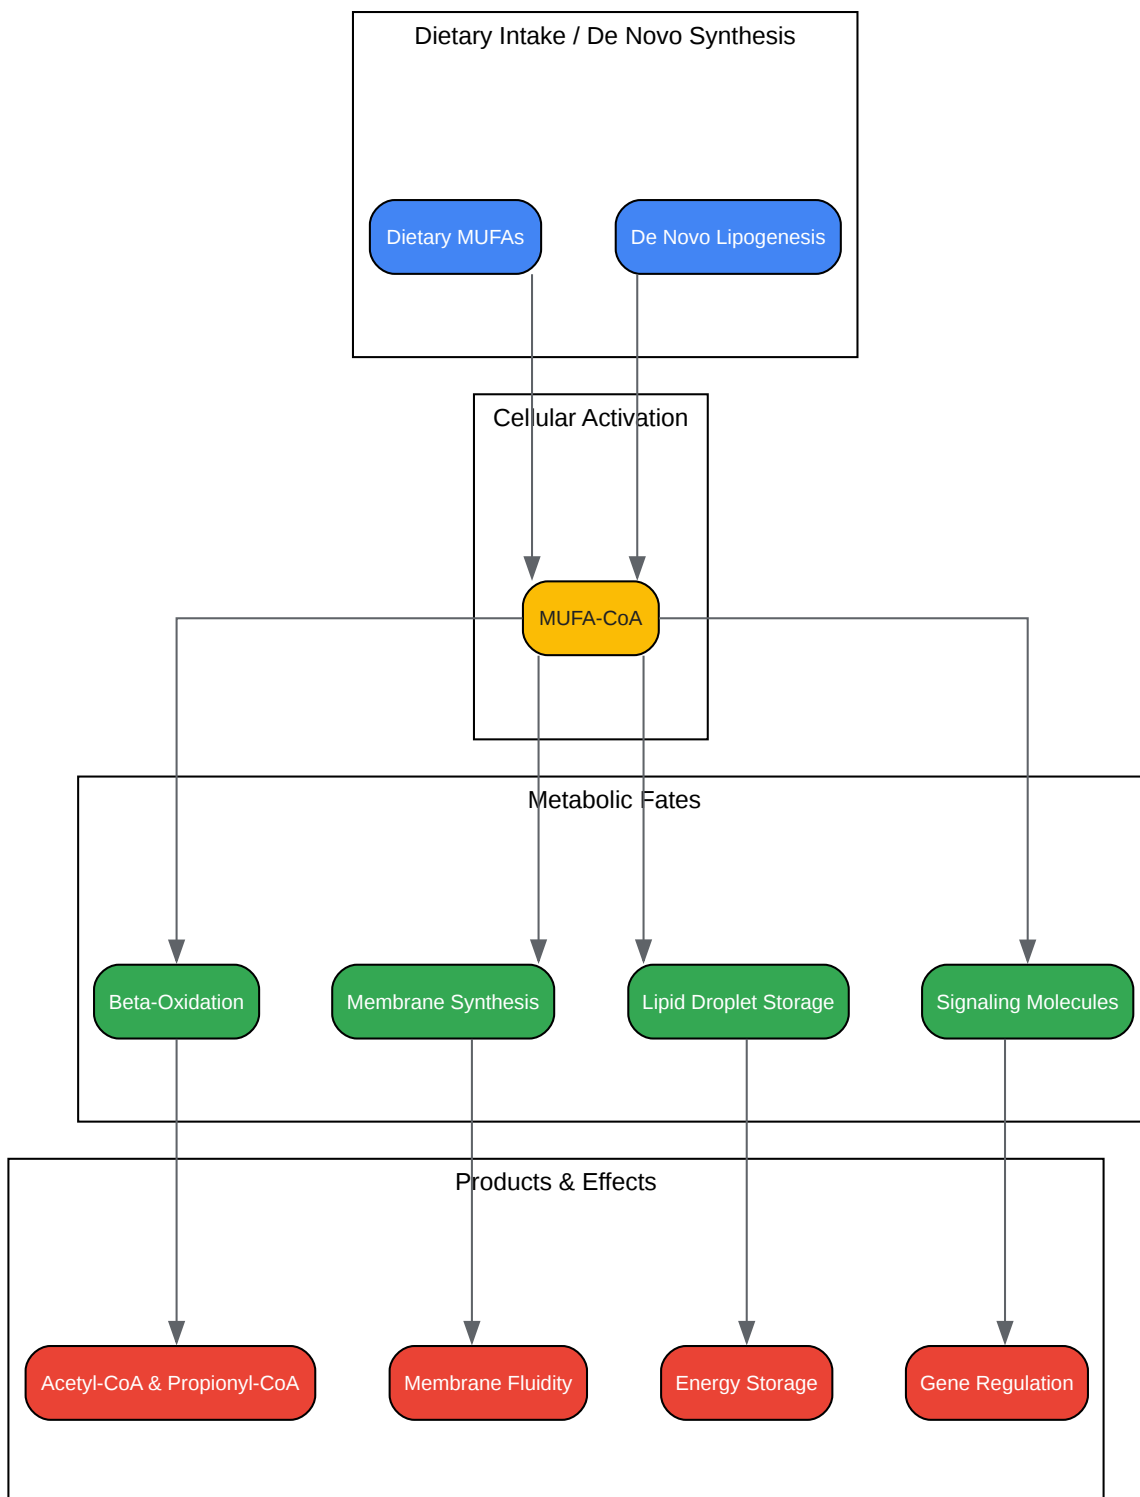 Dietary Intake / De Novo Synthesis
Dietary MUFAs
De Novo Lipogenesis
Cellular Activation
MUFA-CoA
Metabolic Fates
Beta-Oxidation
Membrane Synthesis
Lipid Droplet Storage
Signaling Molecules
Products & Effects
Acetyl-CoA & Propionyl-CoA
Membrane Fluidity
Energy Storage
Gene Regulation